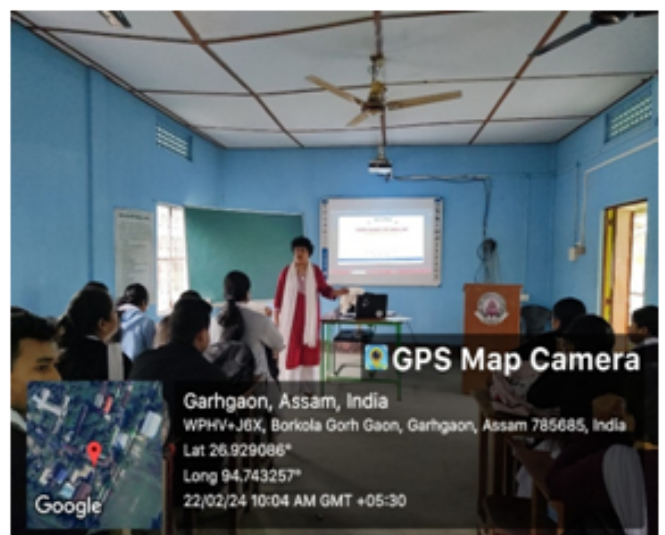 GPS Map Camera
Garhgaon, Assam, India
WPHV+J6X, Borkola Gorh Gaon, Garhgaon, Assam 785685, India
Lat 26.929086°
Long 94.743257°
22/02/24 10:04 AM GMT +05:30
Google